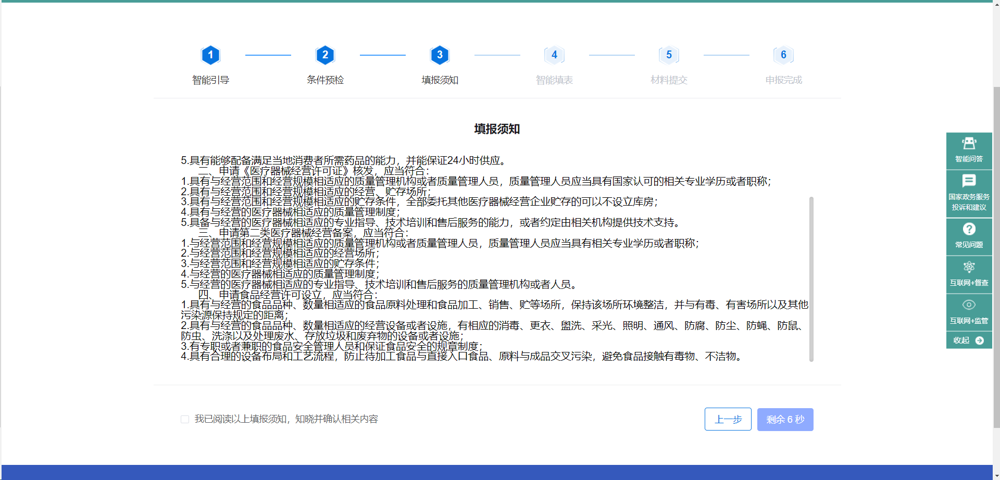 1
2
3
4
5
6
智能引导
条件预检
填报须知
智能填表
材料提交
申报完成
填报须知
5.具有能够配备满足当地消费者所需药品的能力，并能保证24小时供应。
二、申请《医疗器械经营许可证》核发，应当符合：
1.具有与经营范围和经营规模相适应的质量管理机构或者质量管理人员，质量管理人员应当具有国家认可的相关专业学历或者职称；
2.具有与经营范围和经营规模相适应的经营、贮存场所；
3.具有与经营范围和经营规模相适应的贮存条件，全部委托其他医疗器械经营企业贮存的可以不设立库房；
4.具有与经营的医疗器械相适应的质量管理制度；
5.具备与经营的医疗器械相适应的专业指导、技术培训和售后服务的能力，或者约定由相关机构提供技术支持。
三、申请第二类医疗器械经营备案，应当符合：
1.与经营范围和经营规模相适应的质量管理机构或者质量管理人员，质量管理人员应当具有相关专业学历或者职称；
2.与经营范围和经营规模相适应的经营场所；
3.与经营范围和经营规模相适应的贮存条件；
4.与经营的医疗器械相适应的质量管理制度；
5.与经营的医疗器械相适应的专业指导、技术培训和售后服务的质量管理机构或者人员。
四、申请食品经营许可设立，应当符合：
1.具有与经营的食品品种、数量相适应的食品原料处理和食品加工、销售、贮等场所，保持该场所环境整洁，并与有毒、有害场所以及其他
污染源保持规定的距离；
2.具有与经营的食品品种、数量相适应的经营设备或者设施，有相应的消毒、更衣、盥洗、采光、照明、通风、防腐、防尘、防蝇、防鼠、
防虫、洗涤以及处理废水、存放垃圾和废弃物的设备或者设施；
3.有专职或者兼职的食品安全管理人员和保证食品安全的规章制度；
4.具有合理的设备布局和工艺流程，防止待加工食品与直接入口食品、原料与成品交叉污染，避免食品接触有毒物、不洁物。
我已阅读以上填报须知，知晓并确认相关内容
上一步
剩余 6 秒
智能问答
国家政务服务
投诉和建议
常见问题
互联网+督查
互联网+监管
收起